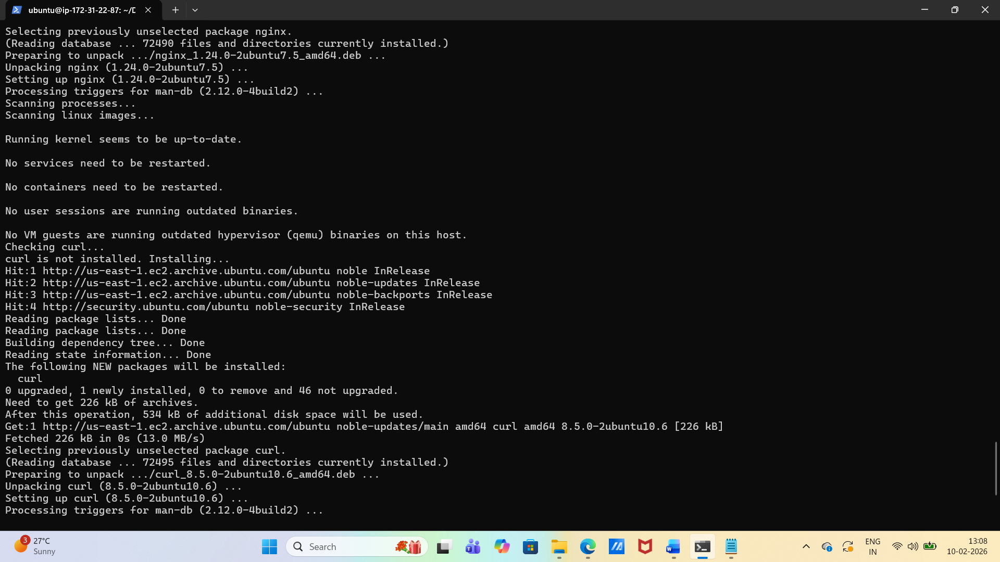 ubuntu@ip-172-31-22-87: ~/D
Selecting previously unselected package nginx.
(Reading database ... 72490 files and directories currently installed.)
Preparing to unpack .../nginx_1.24.0-2ubuntu7.5_amd64.deb ...
Unpacking nginx (1.24.0-2ubuntu7.5) ...
Setting up nginx (1.24.0-2ubuntu7.5) ...
Processing triggers for man-db (2.12.0-4build2) ...
Scanning processes...
Scanning linux images...
Running kernel seems to be up-to-date.
No services need to be restarted.
No containers need to be restarted.
No user sessions are running outdated binaries.
No VM guests are running outdated hypervisor (qemu) binaries on this host.
Checking curl...
curl is not installed. Installing...
Hit:1 http://us-east-1.ec2.archive.ubuntu.com/ubuntu noble InRelease
Hit:2 http://us-east-1.ec2.archive.ubuntu.com/ubuntu noble-updates InRelease
Hit:3 http://us-east-1.ec2.archive.ubuntu.com/ubuntu noble-backports InRelease
Hit:4 http://security.ubuntu.com/ubuntu noble-security InRelease
Reading package lists... Done
Reading package lists... Done
Building dependency tree... Done
Reading state information... Done
The following NEW packages will be installed:
  curl
0 upgraded, 1 newly installed, 0 to remove and 46 not upgraded.
Need to get 226 kB of archives.
After this operation, 534 kB of additional disk space will be used.
Get:1 http://us-east-1.ec2.archive.ubuntu.com/ubuntu noble-updates/main amd64 curl amd64 8.5.0-2ubuntu10.6 [226 kB]
Fetched 226 kB in 0s (13.0 MB/s)
Selecting previously unselected package curl.
(Reading database ... 72495 files and directories currently installed.)
Preparing to unpack .../curl_8.5.0-2ubuntu10.6_amd64.deb ...
Unpacking curl (8.5.0-2ubuntu10.6) ...
Setting up curl (8.5.0-2ubuntu10.6) ...
Processing triggers for man-db (2.12.0-4build2) ...
3
27°C
Sunny
Search
ENG
IN
13:08
10-02-2026